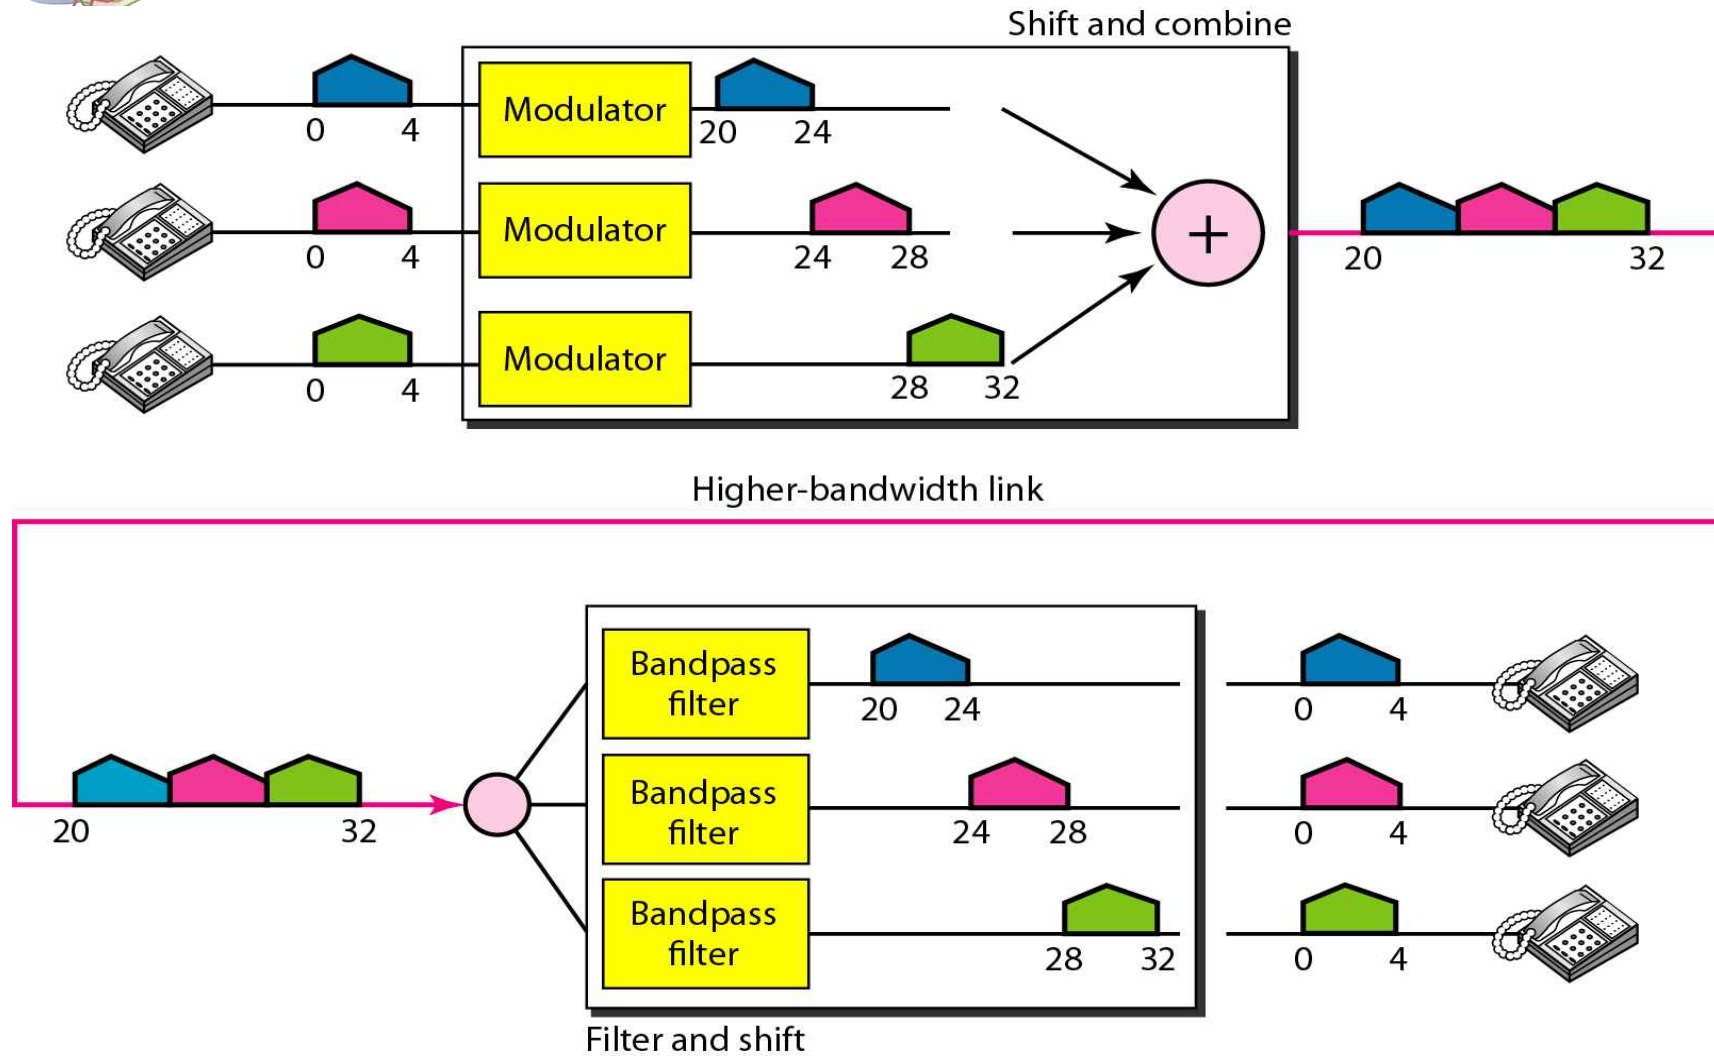 Shift and combine
Modulator
0 4
20 24
Modulator
0 4
24 28
Modulator
0 4
28 32
+
20 32
Higher-bandwidth link
20 32
Bandpass
filter
20 24
0 4
Bandpass
filter
24 28
0 4
Bandpass
filter
28 32
0 4
Filter and shift